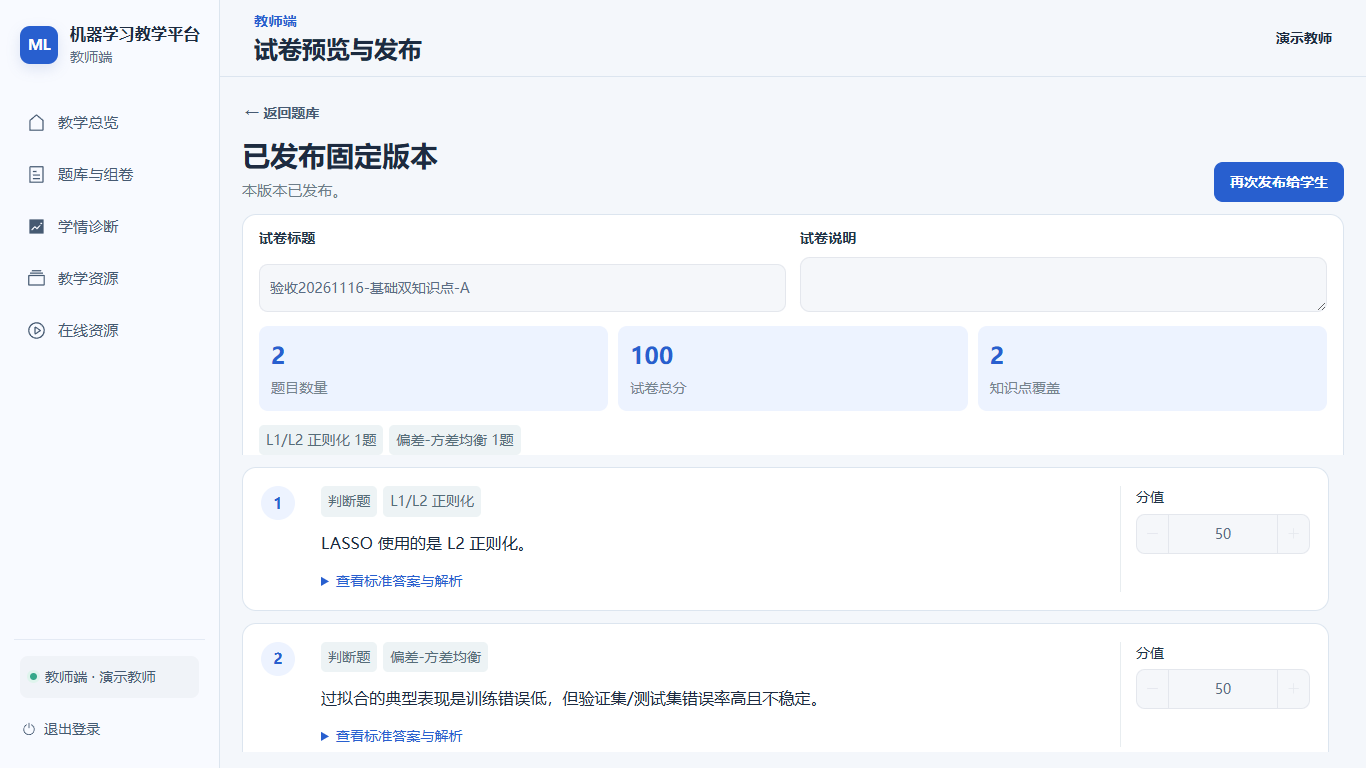 ML
机器学习教学平台
教师端
教学总览
题库与组卷
学情诊断
教学资源
在线资源
教师端 · 演示教师
退出登录
教师端
试卷预览与发布
演示教师
← 返回题库
已发布固定版本
本版本已发布。
再次发布给学生
试卷标题
试卷说明
验收20261116-基础双知识点-A
2
题目数量
100
试卷总分
2
知识点覆盖
L1/L2 正则化 1题
偏差-方差均衡 1题
1
判断题
L1/L2 正则化
LASSO 使用的是 L2 正则化。
▶ 查看标准答案与解析
分值
50
2
判断题
偏差-方差均衡
过拟合的典型表现是训练错误低，但验证集/测试集错误率高且不稳定。
▶ 查看标准答案与解析
分值
50